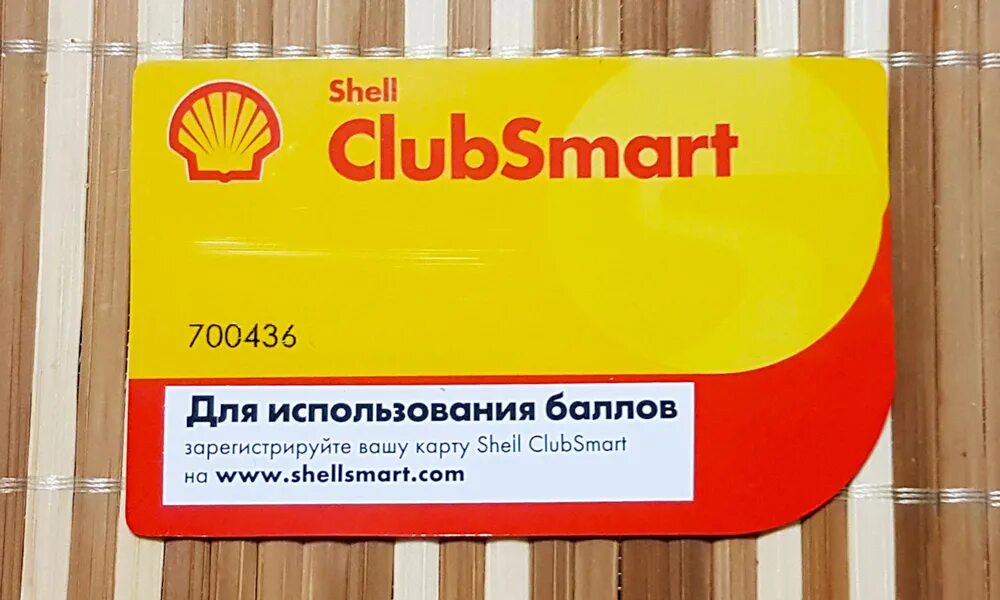 Shell
ClubSmart
700436
Для использования баллов
зарегистрируйте вашу карту Shell ClubSmart
на www.shellsmart.com